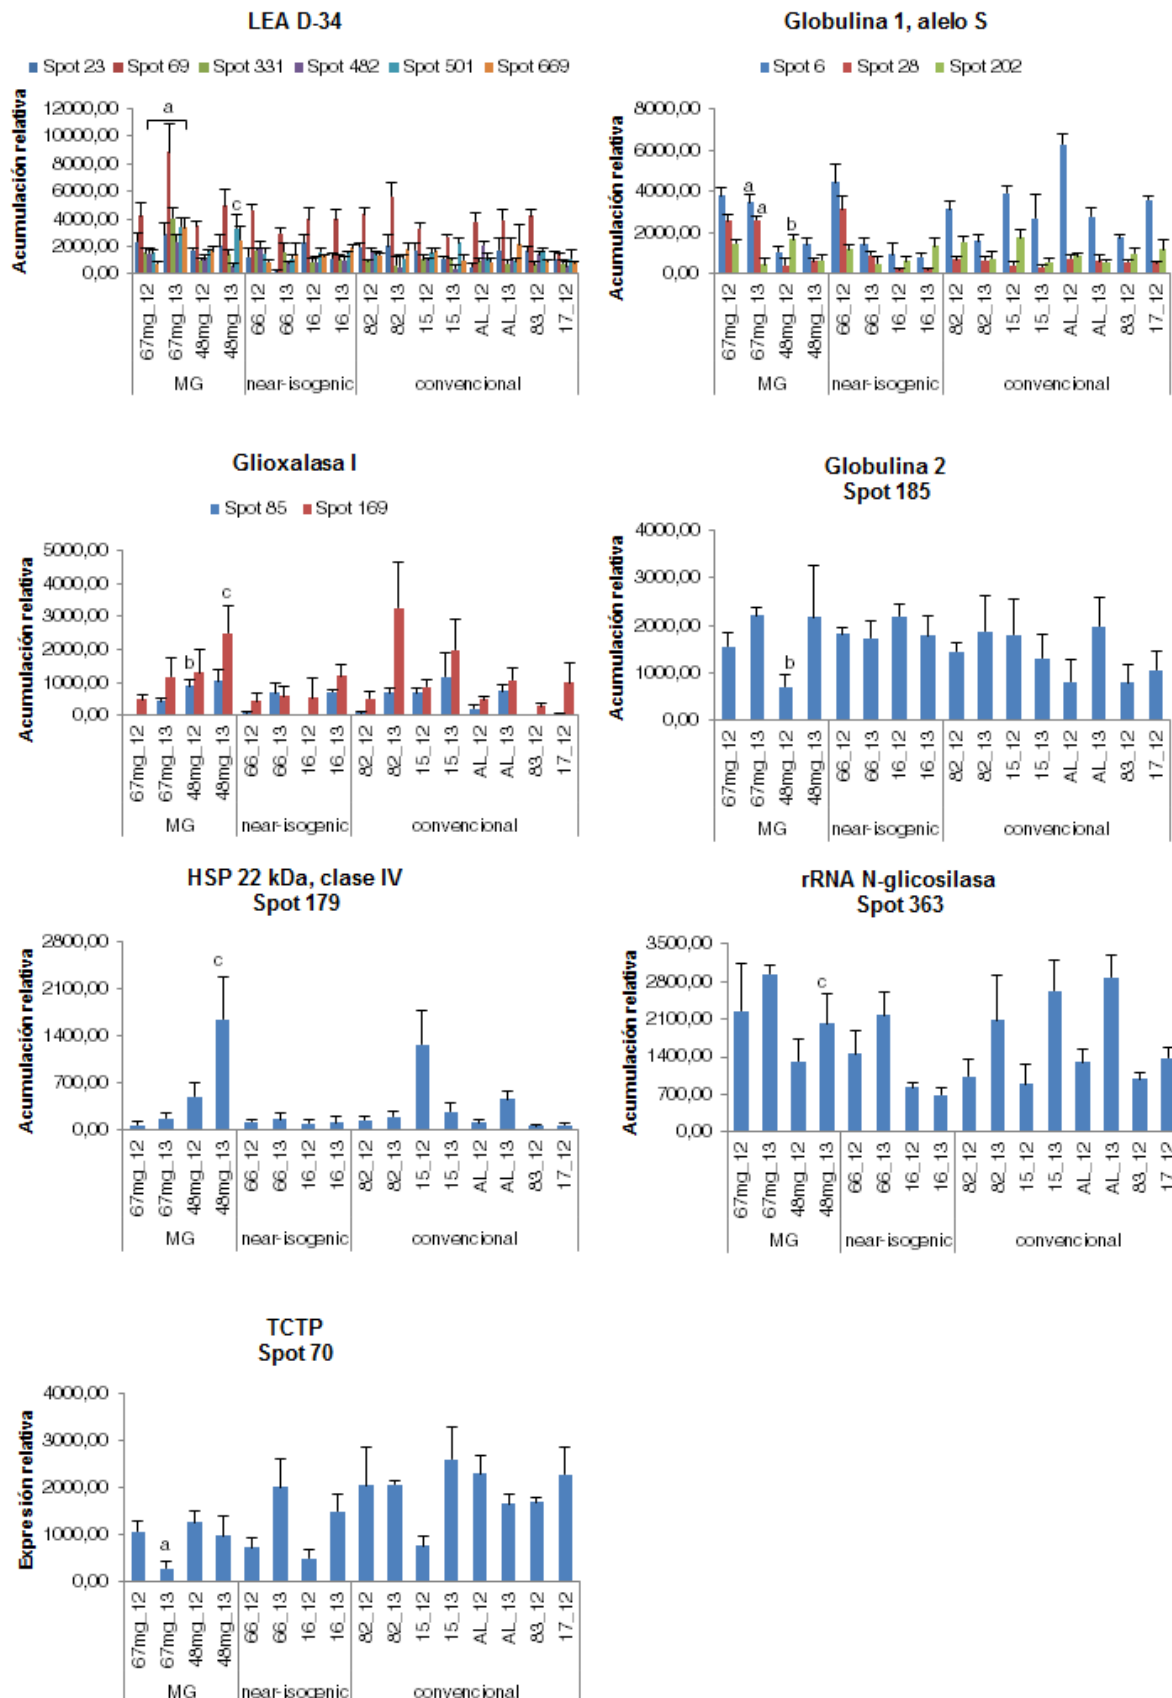 LEA D-34
Spot 23 Spot 69 Spot 331 Spot 482 Spot 501 Spot 669
Acumulación relativa
12000,00
10000,00
8000,00
6000,00
4000,00
2000,00
0,00
a
c
67mg_12 67mg_13 48mg_12 48mg_13 66_12 66_13 16_12 16_13 82_12 82_13 15_12 15_13 AL_12 AL_13 83_12 17_12
MG near-isogenic convencional
Globulina 1, alelo S
Spot 6 Spot 28 Spot 202
Acumulación relativa
8000,00
6000,00
4000,00
2000,00
0,00
a
a
b
67mg_12 67mg_13 48mg_12 48mg_13 66_12 66_13 16_12 16_13 82_12 82_13 15_12 15_13 AL_12 AL_13 83_12 17_12
MG near-isogenic convencional
Glioxalasa I
Spot 85 Spot 169
Acumulación relativa
5000,00
4000,00
3000,00
2000,00
1000,00
0,00
b
c
67mg_12 67mg_13 48mg_12 48mg_13 66_12 66_13 16_12 16_13 82_12 82_13 15_12 15_13 AL_12 AL_13 83_12 17_12
MG near-isogenic convencional
Globulina 2
Spot 185
Acumulación relativa
4000,00
3000,00
2000,00
1000,00
0,00
b
67mg_12 67mg_13 48mg_12 48mg_13 66_12 66_13 16_12 16_13 82_12 82_13 15_12 15_13 AL_12 AL_13 83_12 17_12
MG near-isogenic convencional
HSP 22 kDa, clase IV
Spot 179
Acumulación relativa
2800,00
2100,00
1400,00
700,00
0,00
c
67mg_12 67mg_13 48mg_12 48mg_13 66_12 66_13 16_12 16_13 82_12 82_13 15_12 15_13 AL_12 AL_13 83_12 17_12
MG near-isogenic convencional
rRNA N-glicosilasa
Spot 363
Acumulación relativa
3500,00
2800,00
2100,00
1400,00
700,00
0,00
c
67mg_12 67mg_13 48mg_12 48mg_13 66_12 66_13 16_12 16_13 82_12 82_13 15_12 15_13 AL_12 AL_13 83_12 17_12
MG near-isogenic convencional
TCTP
Spot 70
Expresión relativa
4000,00
3000,00
2000,00
1000,00
0,00
a
67mg_12 67mg_13 48mg_12 48mg_13 66_12 66_13 16_12 16_13 82_12 82_13 15_12 15_13 AL_12 AL_13 83_12 17_12
MG near-isogenic convencional